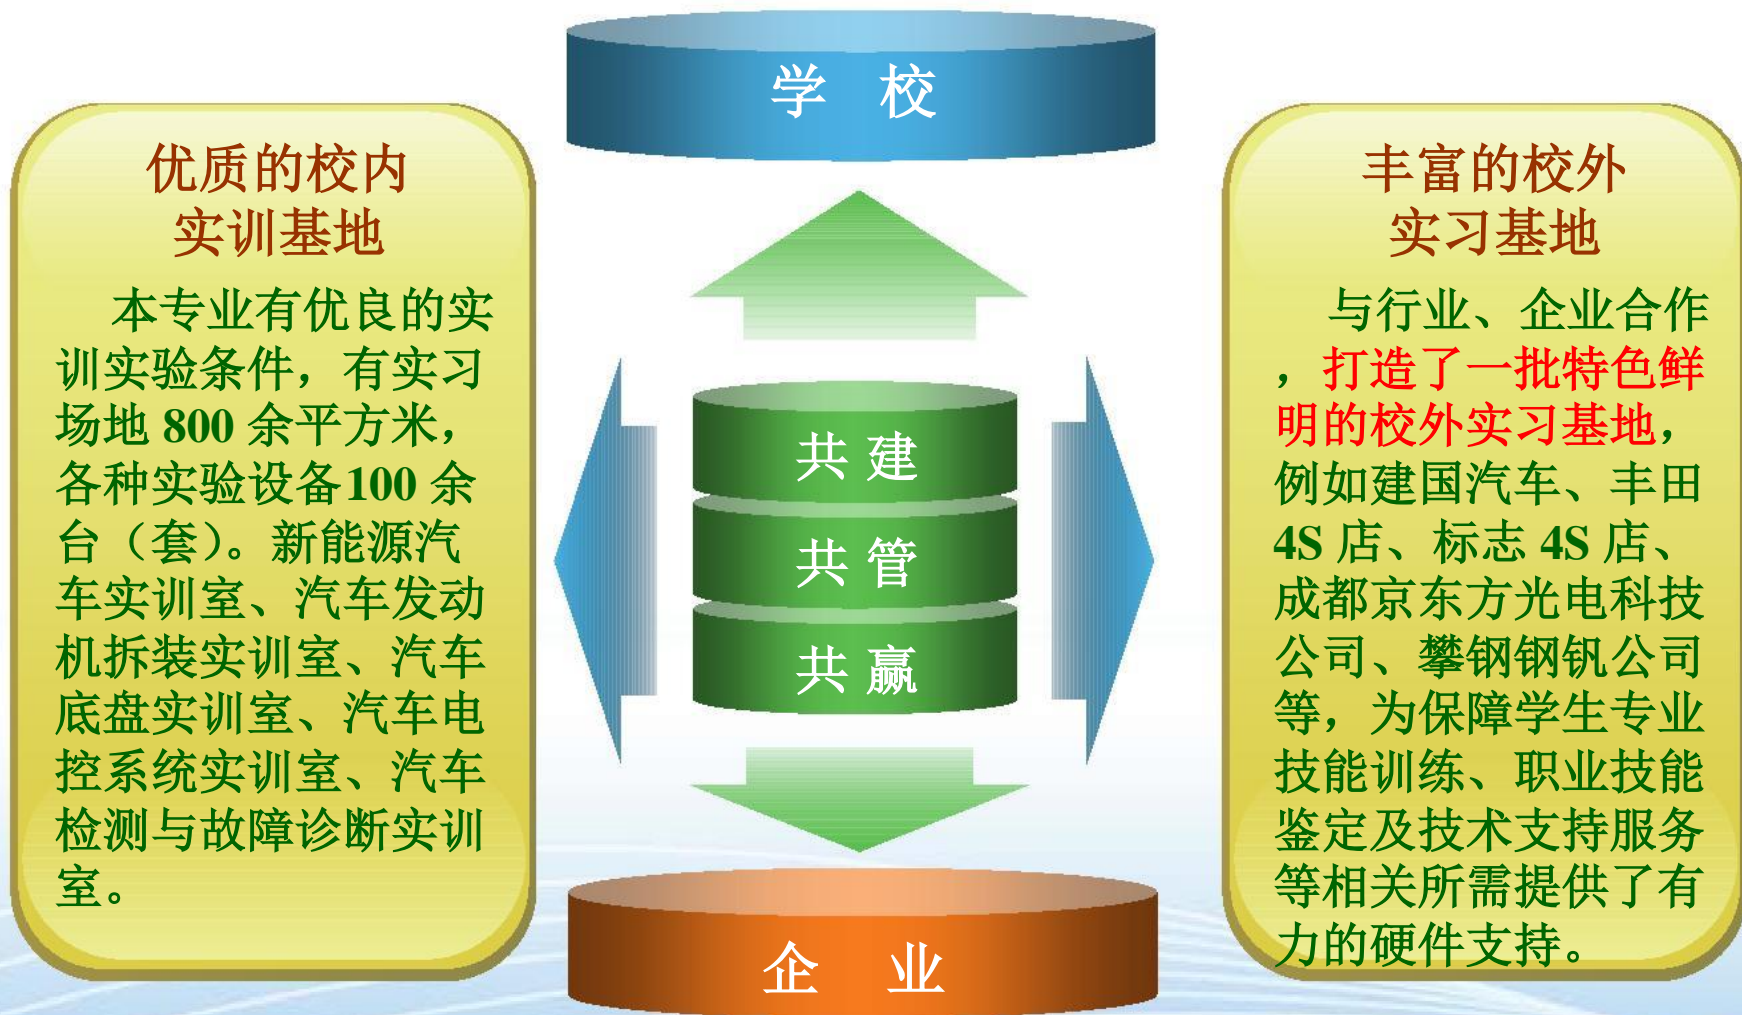 学 校
优质的校内
实训基地
本专业有优良的实
训实验条件，有实习
场地 800 余平方米，
各种实验设备100 余
台（套）。新能源汽
车实训室、汽车发动
机拆装实训室、汽车
底盘实训室、汽车电
控系统实训室、汽车
检测与故障诊断实训
室。
共 建
共 管
共 赢
丰富的校外
实习基地
与行业、企业合作
，打造了一批特色鲜
明的校外实习基地，
例如建国汽车、丰田
4S 店、标志 4S 店、
成都京东方光电科技
公司、攀钢钢钒公司
等，为保障学生专业
技能训练、职业技能
鉴定及技术支持服务
等相关所需提供了有
力的硬件支持。
企 业